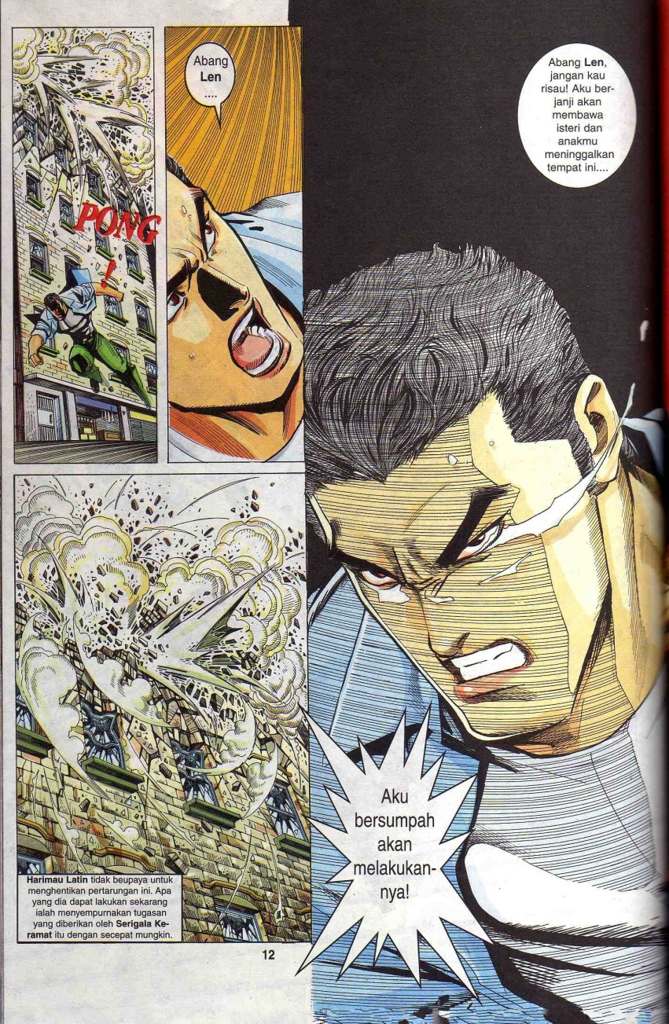 Abang
Len
....
PONG
!
Harimau Latin tidak beupaya untuk
menghentikan pertarungan ini. Apa
yang dia dapat lakukan sekarang
ialah menyempurnakan tugasan
yang diberikan oleh Serigala Ke-
ramat itu dengan secepat mungkin.
Abang Len,
jangan kau
risau! Aku ber-
janji akan
membawa
isteri dan
anakmu
meninggalkan
tempat ini....
Aku
bersumpah
akan
melakukan-
nya!
12